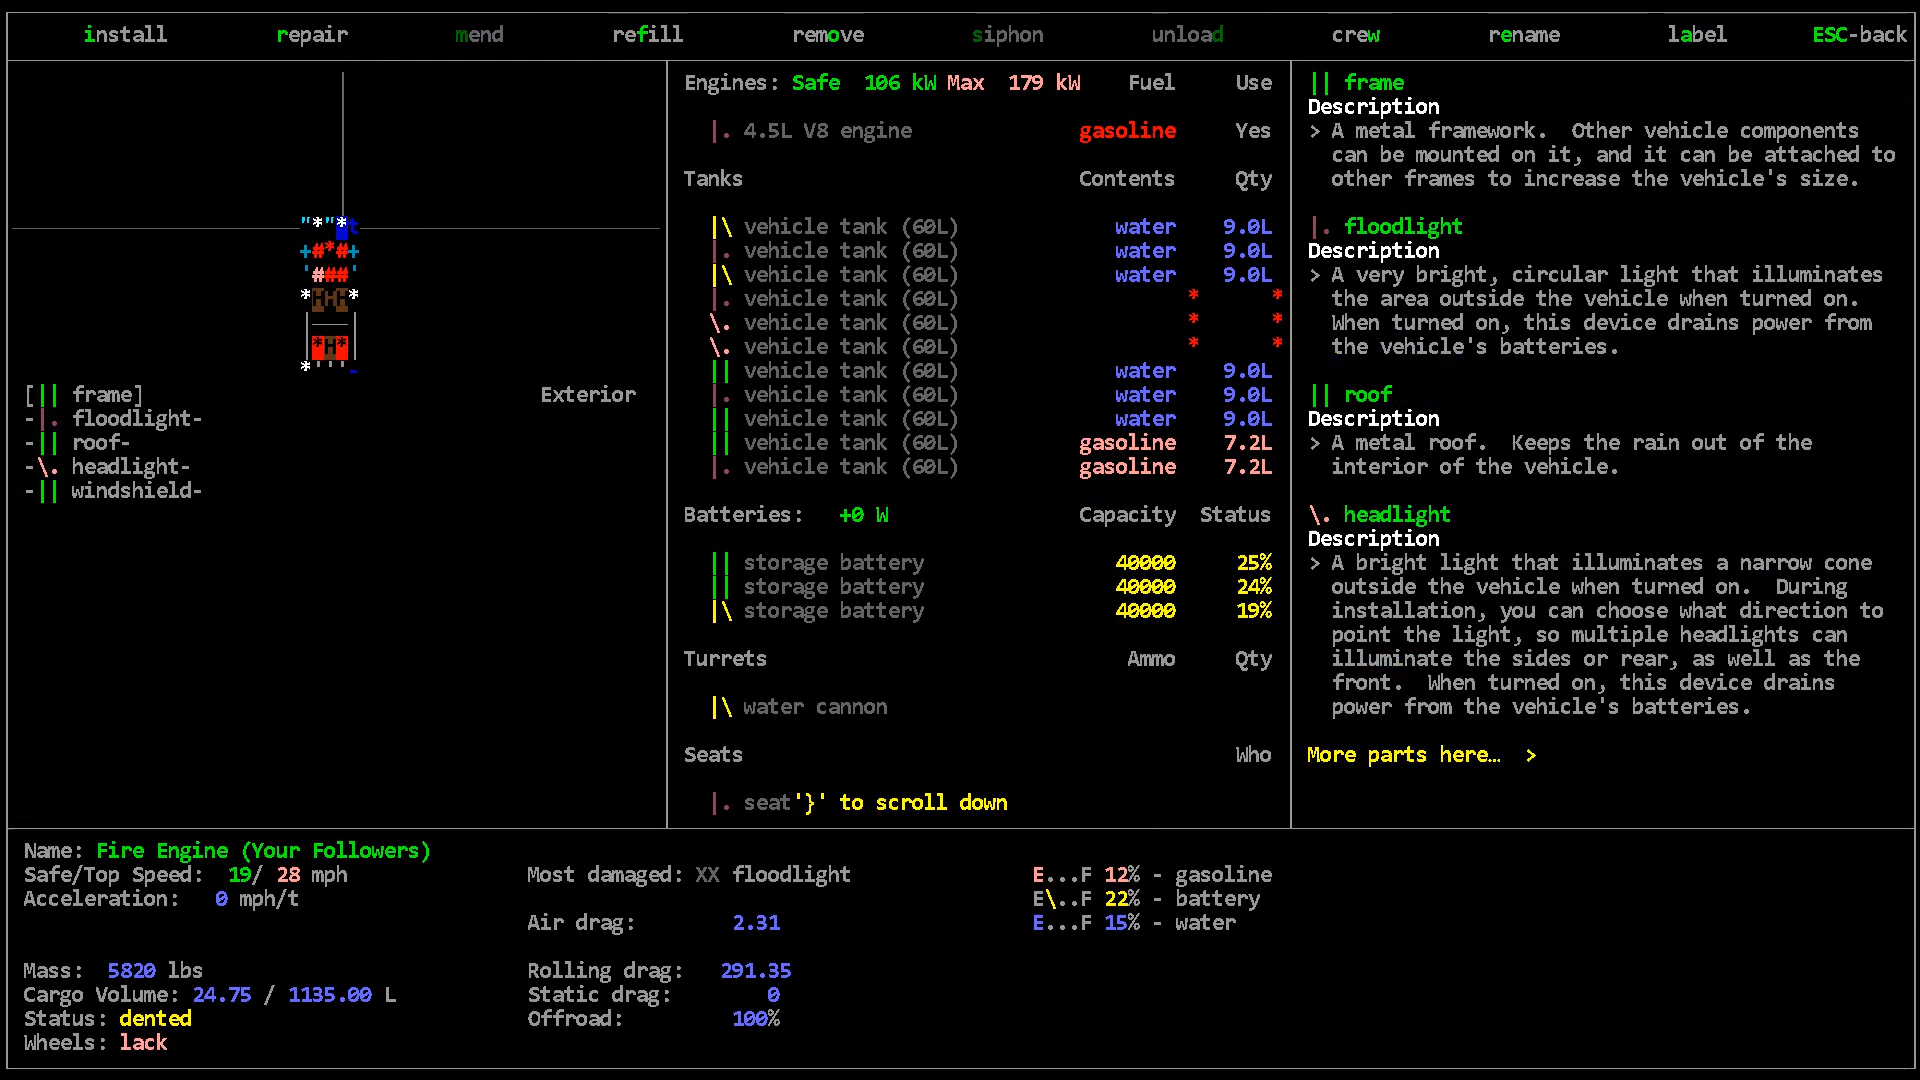 install repair mend refill remove siphon unload crew rename label ESC-back
Engines: Safe 106 kW Max 179 kW Fuel Use
|. 4.5L V8 engine gasoline Yes
Tanks Contents Qty
|\ vehicle tank (60L) water 9.0L
|. vehicle tank (60L) water 9.0L
|\ vehicle tank (60L) water 9.0L
|. vehicle tank (60L) * *
\. vehicle tank (60L) * *
\. vehicle tank (60L) * *
|| vehicle tank (60L) water 9.0L
|. vehicle tank (60L) water 9.0L
|| vehicle tank (60L) water 9.0L
|| vehicle tank (60L) gasoline 7.2L
|. vehicle tank (60L) gasoline 7.2L
Batteries: +0 W Capacity Status
|| storage battery 40000 25%
|| storage battery 40000 24%
|\ storage battery 40000 19%
Turrets Ammo Qty
|\ water cannon
Seats Who
|. seat '}' to scroll down
[|| frame] Exterior
-|. floodlight-
-|| roof-
-\. headlight-
-|| windshield-
|| frame
Description
> A metal framework. Other vehicle components
can be mounted on it, and it can be attached to
other frames to increase the vehicle's size.
|. floodlight
Description
> A very bright, circular light that illuminates
the area outside the vehicle when turned on.
When turned on, this device drains power from
the vehicle's batteries.
|| roof
Description
> A metal roof. Keeps the rain out of the
interior of the vehicle.
\. headlight
Description
> A bright light that illuminates a narrow cone
outside the vehicle when turned on. During
installation, you can choose what direction to
point the light, so multiple headlights can
illuminate the sides or rear, as well as the
front. When turned on, this device drains
power from the vehicle's batteries.
More parts here… >
Name: Fire Engine (Your Followers)
Safe/Top Speed: 19/ 28 mph
Acceleration: 0 mph/t
Mass: 5820 lbs
Cargo Volume: 24.75 / 1135.00 L
Status: dented
Wheels: lack
Most damaged: XX floodlight
Air drag: 2.31
Rolling drag: 291.35
Static drag: 0
Offroad: 100%
E...F 12% - gasoline
E\..F 22% - battery
E...F 15% - water